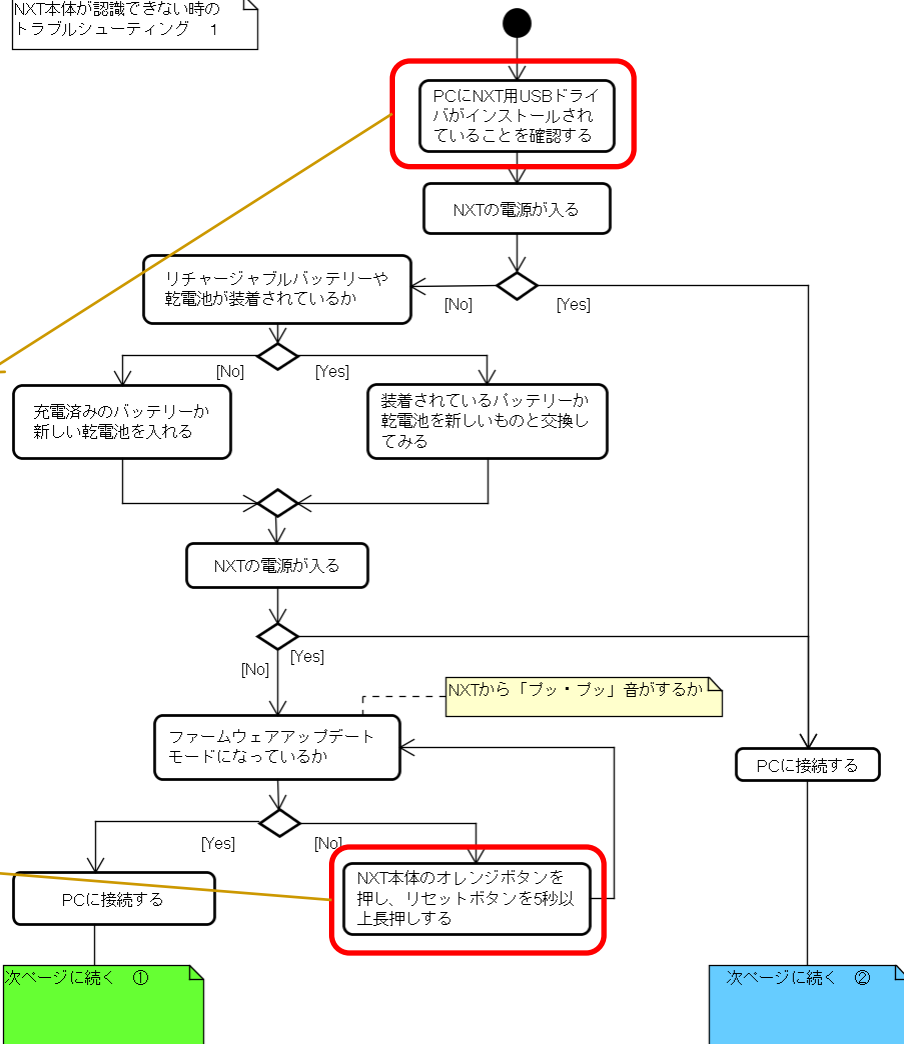 NXT本体が認識できない時の
トラブルシューティング　1
PCにNXT用USBドライ
バがインストールされ
ていることを確認する
NXTの電源が入る
[No]
[Yes]
リチャージャブルバッテリーや
乾電池が装着されているか
[No]
[Yes]
充電済みのバッテリーか
新しい乾電池を入れる
装着されているバッテリーか
乾電池を新しいものと交換し
てみる
NXTの電源が入る
[Yes]
[No]
NXTから「プッ・プッ」音がするか
ファームウェアアップデート
モードになっているか
PCに接続する
[Yes]
[No]
PCに接続する
NXT本体のオレンジボタンを
押し、リセットボタンを5秒以
上長押しする
次ページに続く　①
次ページに続く　②